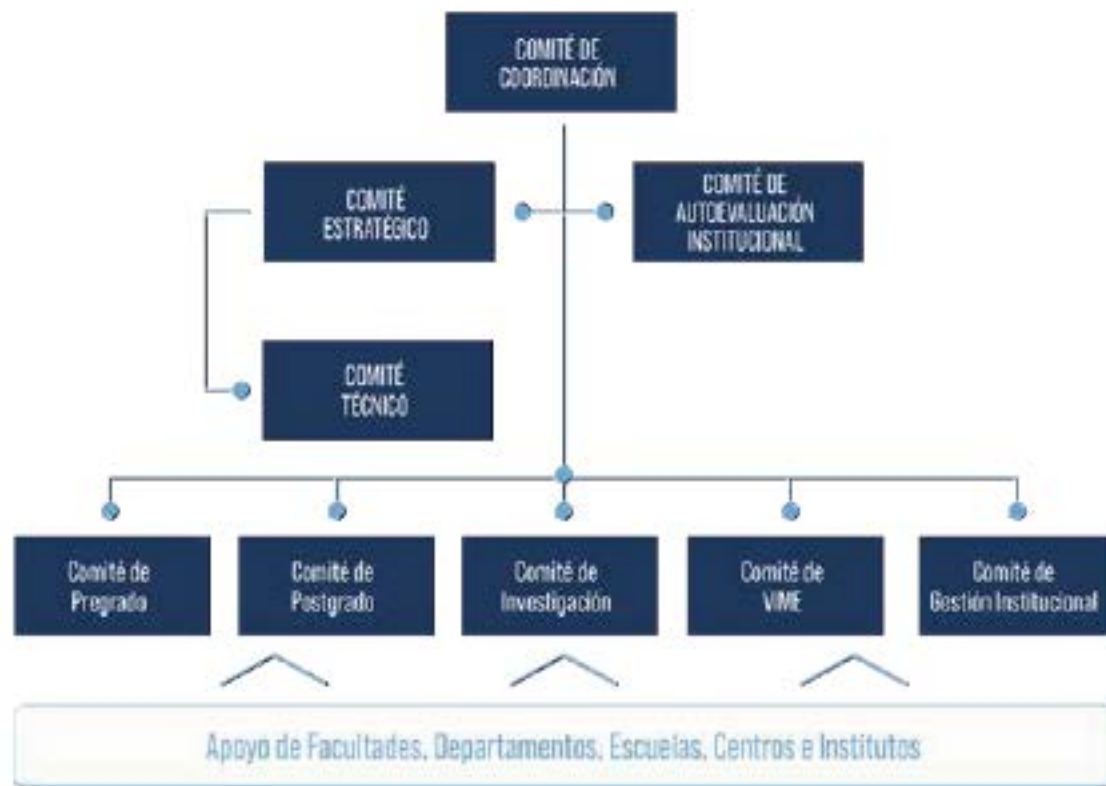 COMITÉ DE
COORDINACIÓN
COMITÉ
ESTRATÉGICO
COMITÉ DE
AUTOEVALUACIÓN
INSTITUCIONAL
COMITÉ
TÉCNICO
Comité de
Pregrado
Comité de
Postgrado
Comité de
Investigación
Comité de
VIME
Comité de
Gestión Institucional
Apoyo de Facultades, Departamentos, Escuelas, Centros e Institutos